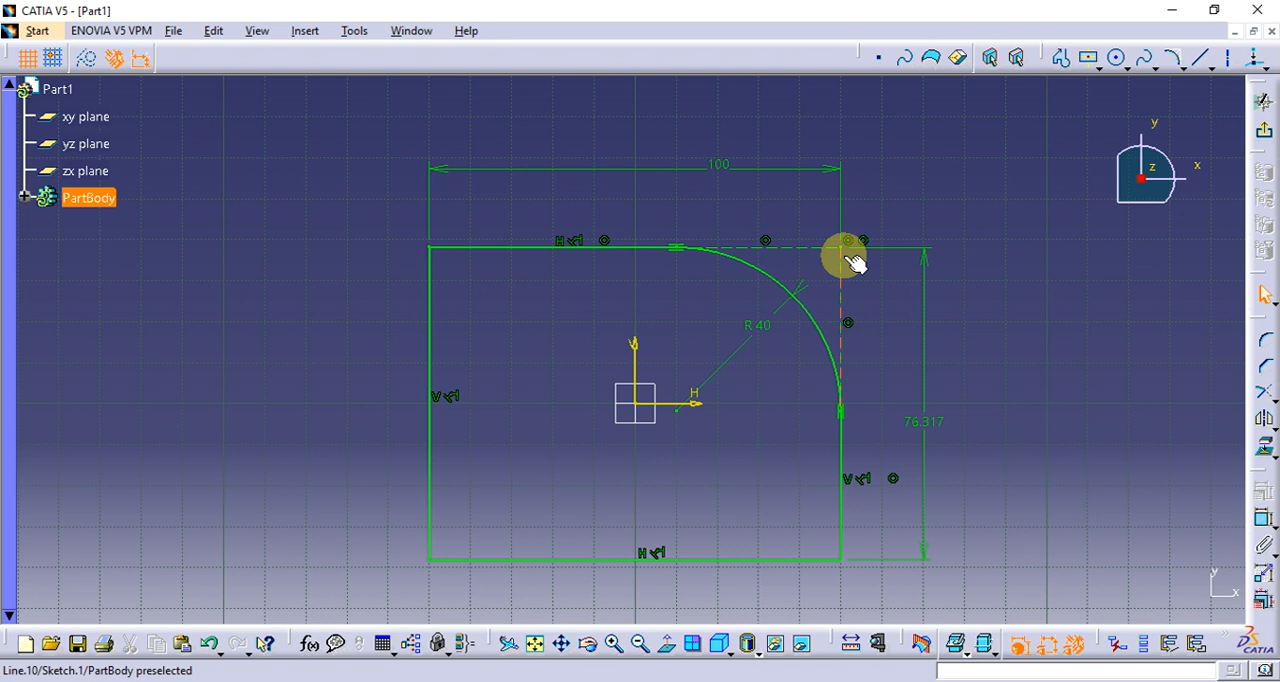 CATIA V5 - [Part1]
Start ENOVIA V5 VPM File Edit View Insert Tools Window Help
Part1
xy plane
yz plane
zx plane
PartBody
y
x
z
100
H
V
R 40
H
V
76.317
V
H
y
x
f(x)
CATIA
Line.10/Sketch.1/PartBody preselected